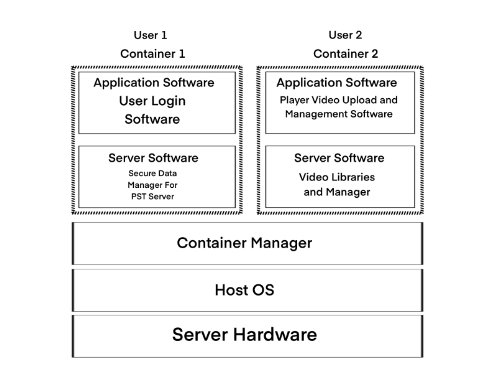 User 1
Container 1
Application Software
User Login
Software
Server Software
Secure Data
Manager For
PST Server
User 2
Container 2
Application Software
Player Video Upload and
Management Software
Server Software
Video Libraries
and Manager
Container Manager
Host OS
Server Hardware